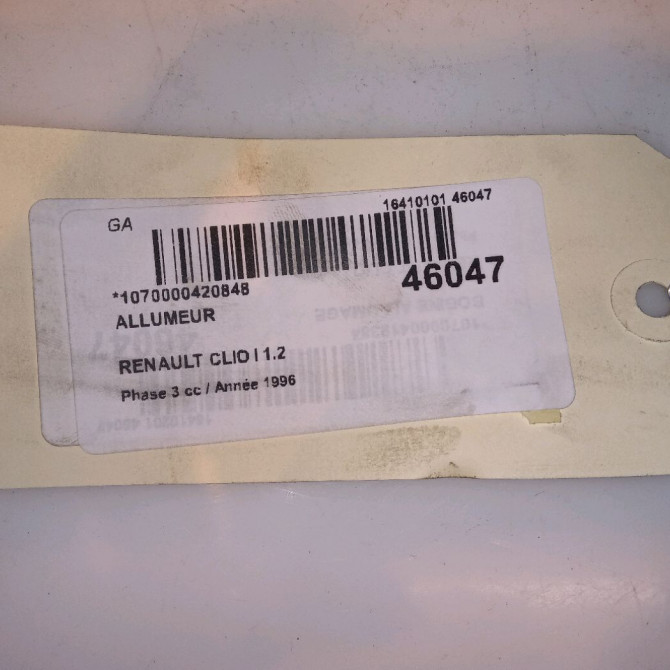 GA
16410101 46047
46047
*1070000420848
ALLUMEUR
RENAULT CLIO I 1.2
Phase 3 cc / Année 1996